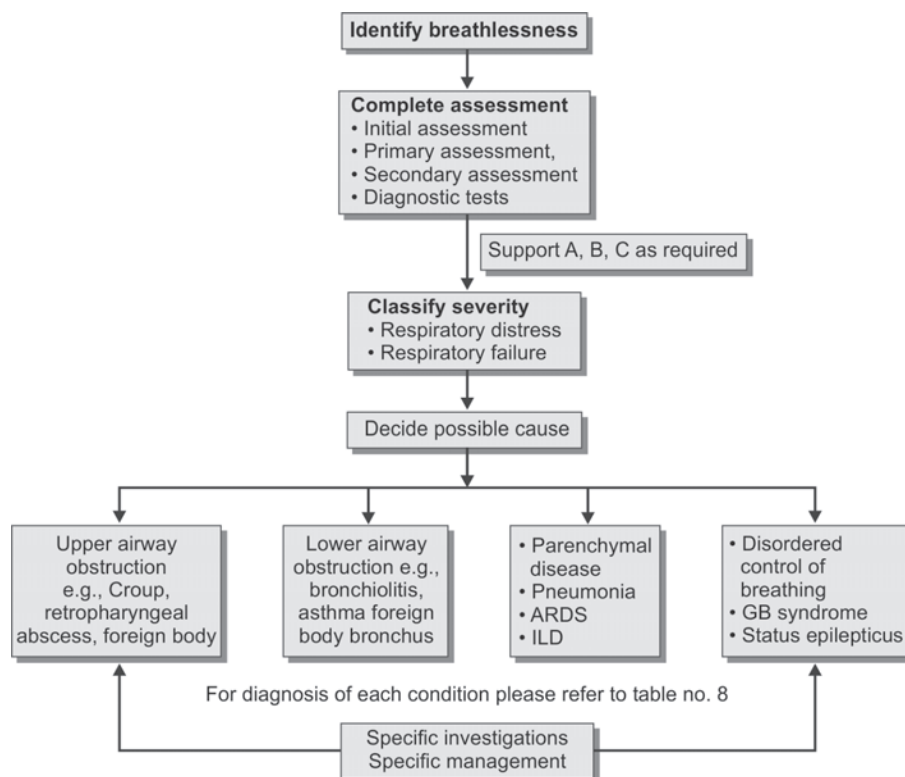 Identify breathlessness
Complete assessment
• Initial assessment
• Primary assessment,
• Secondary assessment
• Diagnostic tests
Support A, B, C as required
Classify severity
• Respiratory distress
• Respiratory failure
Decide possible cause
Upper airway
obstruction
e.g., Croup,
retropharyngeal
abscess, foreign body
Lower airway
obstruction e.g.,
bronchiolitis,
asthma foreign
body bronchus
• Parenchymal
disease
• Pneumonia
• ARDS
• ILD
• Disordered
control of
breathing
• GB syndrome
• Status epilepticus
For diagnosis of each condition please refer to table no. 8
Specific investigations
Specific management